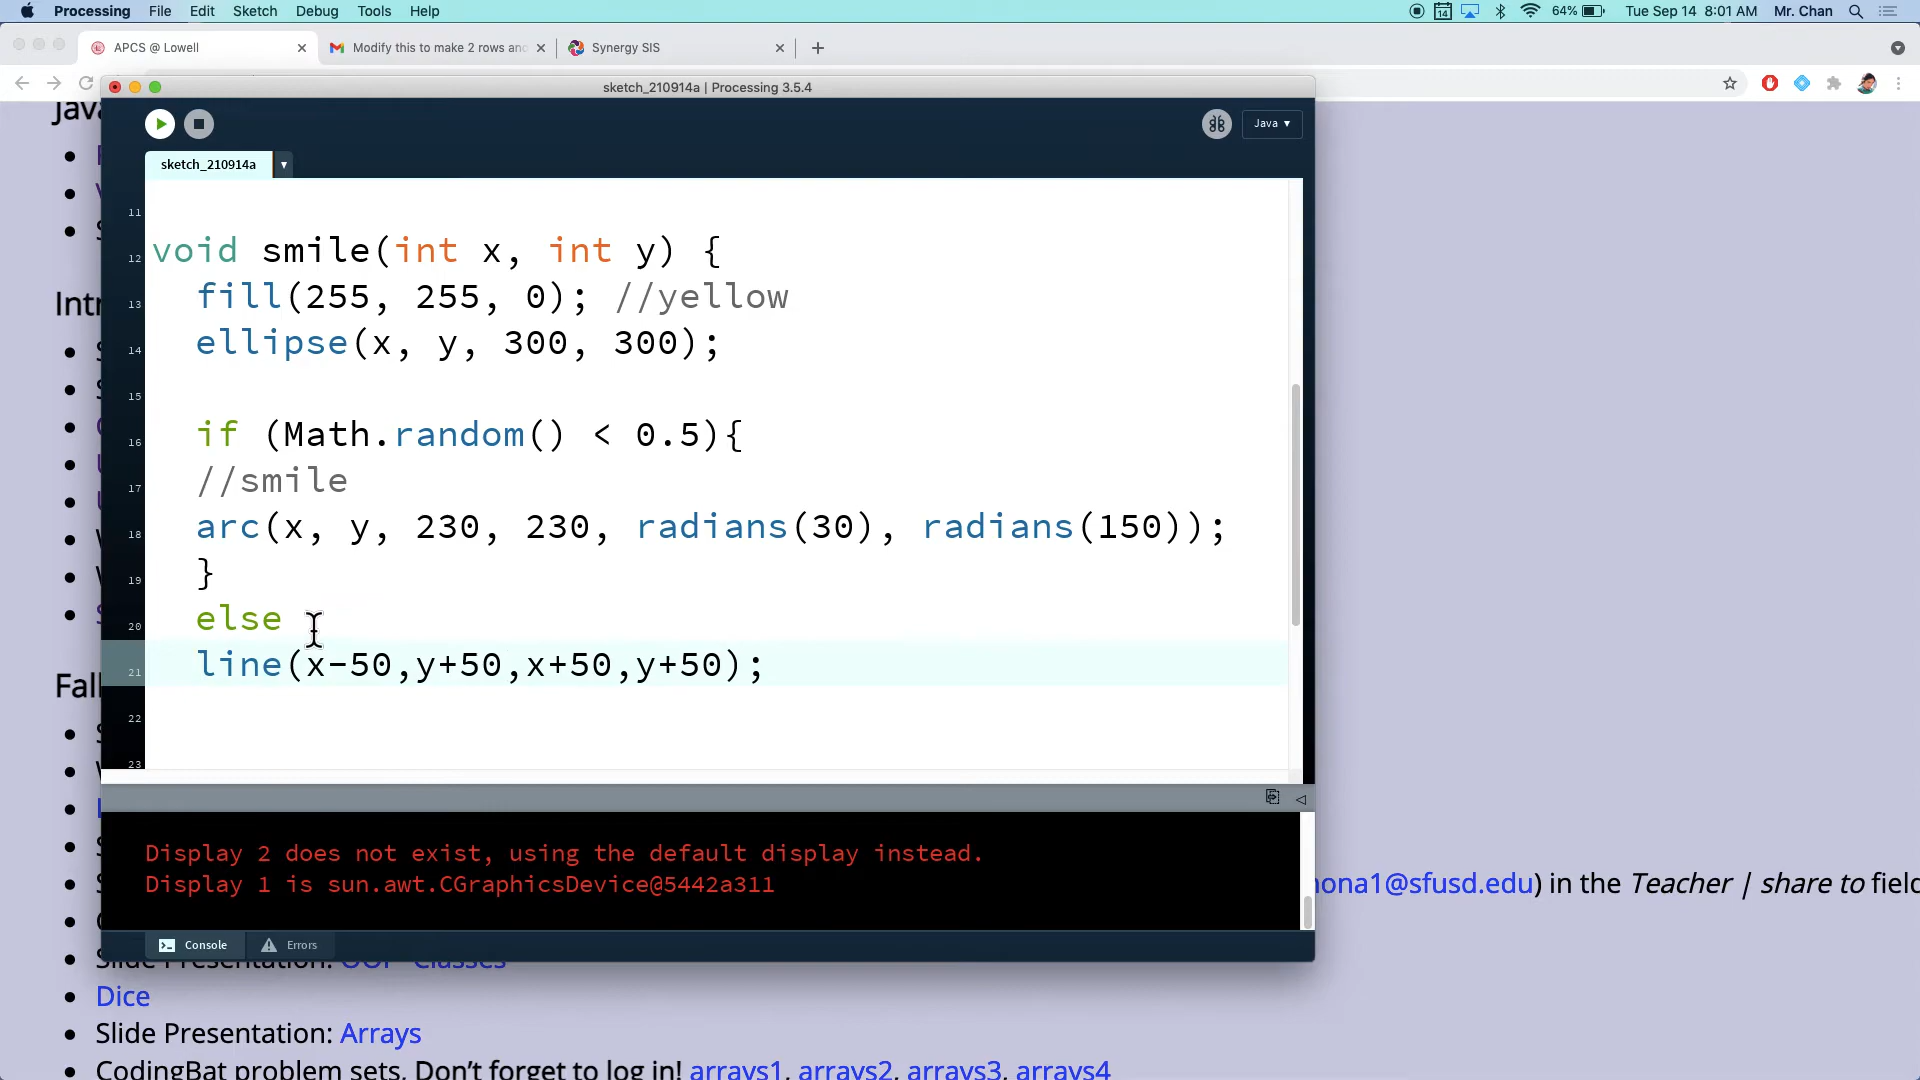 Processing File Edit Sketch Debug Tools Help 14 64% Tue Sep 14 8:01 AM Mr. Chan
APCS @ Lowell Modify this to make 2 rows and Synergy SIS
sketch_210914a | Processing 3.5.4
Java
sketch_210914a
11
12 void smile(int x, int y) {
13 fill(255, 255, 0); //yellow
14 ellipse(x, y, 300, 300);
15
16 if (Math.random() < 0.5){
17 //smile
18 arc(x, y, 230, 230, radians(30), radians(150));
19 }
20 else
21 line(x-50,y+50,x+50,y+50);
22
23
Display 2 does not exist, using the default display instead.
Display 1 is sun.awt.CGraphicsDevice@5442a311
Console Errors
Java
Intr
Fall
nona1@sfusd.edu) in the Teacher | share to field
Slide Presentation: OOP Classes
Dice
Slide Presentation: Arrays
CodingBat problem sets, Don't forget to log in! arrays1, arrays2, arrays3, arrays4